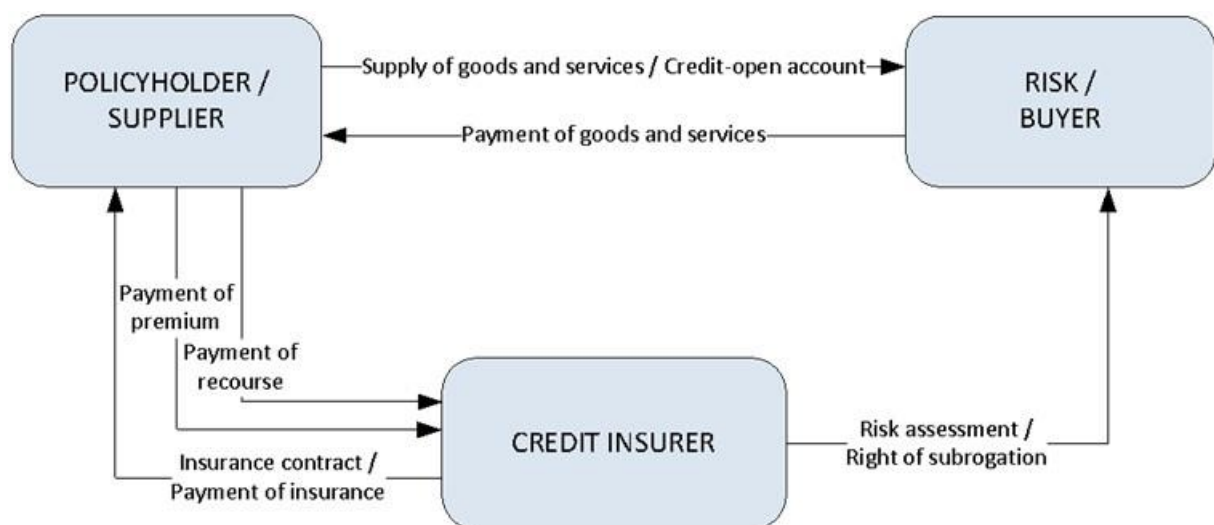 POLICYHOLDER /
SUPPLIER
Supply of goods and services / Credit-open account
Payment of goods and services
RISK /
BUYER
Payment of
premium
Payment of
recourse
CREDIT INSURER
Insurance contract /
Payment of insurance
Risk assessment /
Right of subrogation